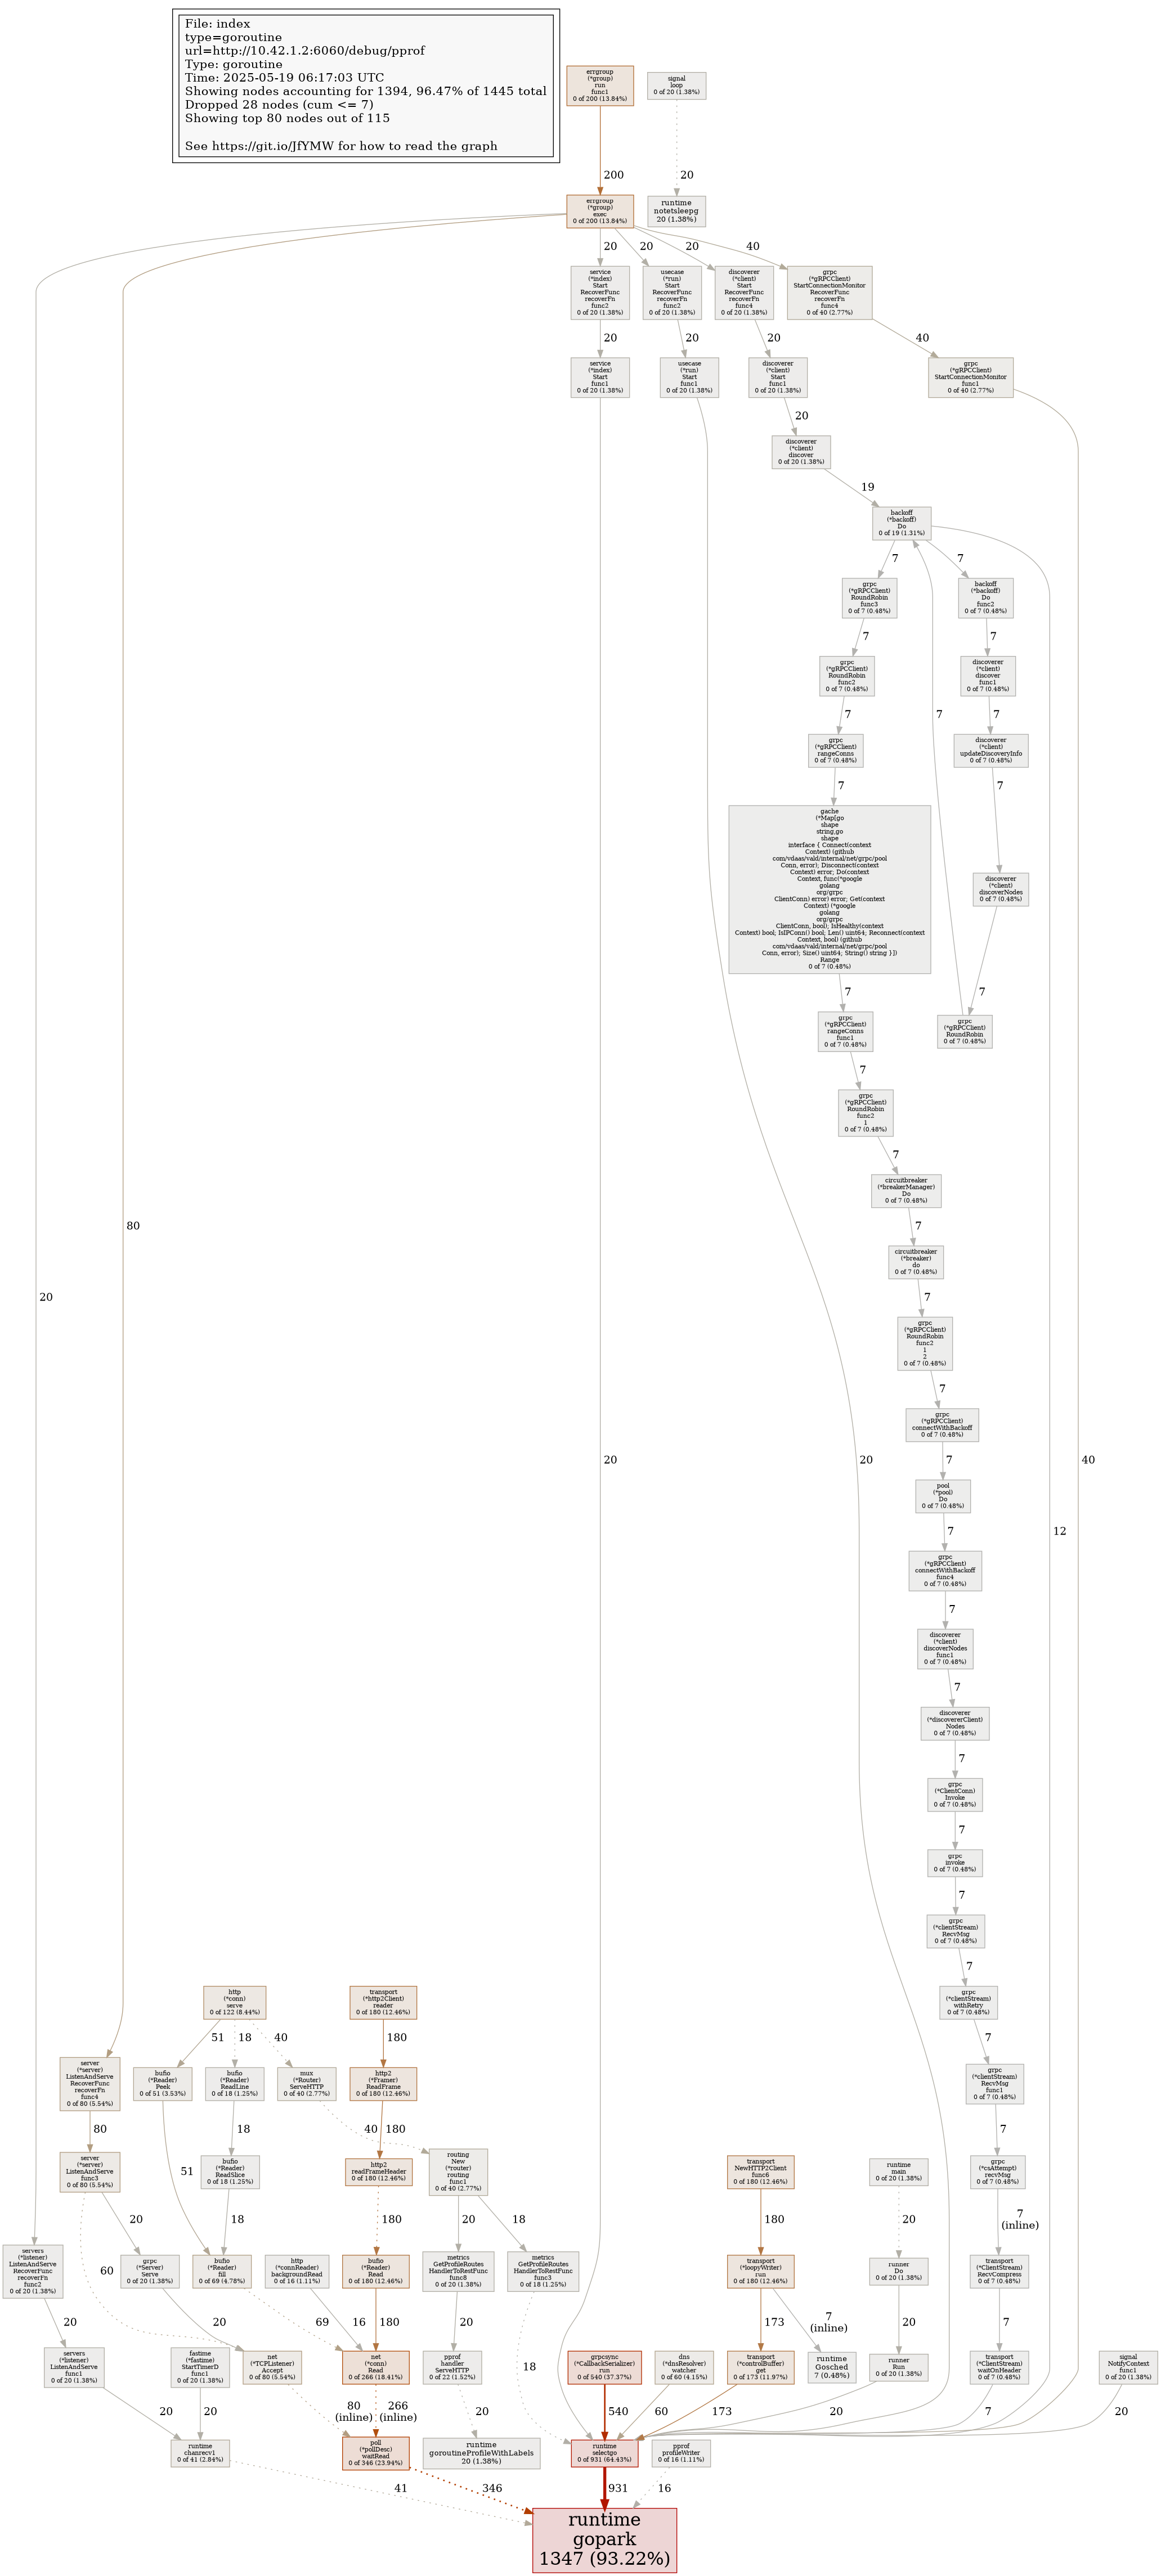 File: index
type=goroutine
url=http://10.42.1.2:6060/debug/pprof
Type: goroutine
Time: 2025-05-19 06:17:03 UTC
Showing nodes accounting for 1394, 96.47% of 1445 total
Dropped 28 nodes (cum <= 7)
Showing top 80 nodes out of 115
See https://git.io/JfYMW for how to read the graph
errgroup
(*group)
run
func1
0 of 200 (13.84%)
signal
loop
0 of 20 (1.38%)
200
20
errgroup
(*group)
exec
0 of 200 (13.84%)
runtime
notetsleepg
20 (1.38%)
20
20
20
40
service
(*index)
Start
RecoverFunc
recoverFn
func2
0 of 20 (1.38%)
usecase
(*run)
Start
RecoverFunc
recoverFn
func2
0 of 20 (1.38%)
discoverer
(*client)
Start
RecoverFunc
recoverFn
func4
0 of 20 (1.38%)
grpc
(*gRPCClient)
StartConnectionMonitor
RecoverFunc
recoverFn
func4
0 of 40 (2.77%)
20
20
20
40
service
(*index)
Start
func1
0 of 20 (1.38%)
usecase
(*run)
Start
func1
0 of 20 (1.38%)
discoverer
(*client)
Start
func1
0 of 20 (1.38%)
grpc
(*gRPCClient)
StartConnectionMonitor
func1
0 of 40 (2.77%)
20
discoverer
(*client)
discover
0 of 20 (1.38%)
19
backoff
(*backoff)
Do
0 of 19 (1.31%)
7
7
grpc
(*gRPCClient)
RoundRobin
func3
0 of 7 (0.48%)
backoff
(*backoff)
Do
func2
0 of 7 (0.48%)
7
7
grpc
(*gRPCClient)
RoundRobin
func2
0 of 7 (0.48%)
discoverer
(*client)
discover
func1
0 of 7 (0.48%)
7
7
7
grpc
(*gRPCClient)
rangeConns
0 of 7 (0.48%)
discoverer
(*client)
updateDiscoveryInfo
0 of 7 (0.48%)
7
7
gache
(*Map[go
shape
string,go
shape
interface { Connect(context
Context) (github
com/vdaas/vald/internal/net/grpc/pool
Conn, error); Disconnect(context
Context) error; Do(context
Context, func(*google
golang
org/grpc
ClientConn) error) error; Get(context
Context) (*google
golang
org/grpc
ClientConn, bool); IsHealthy(context
Context) bool; IsIPConn() bool; Len() uint64; Reconnect(context
Context, bool) (github
com/vdaas/vald/internal/net/grpc/pool
Conn, error); Size() uint64; String() string }])
Range
0 of 7 (0.48%)
discoverer
(*client)
discoverNodes
0 of 7 (0.48%)
7
7
grpc
(*gRPCClient)
rangeConns
func1
0 of 7 (0.48%)
grpc
(*gRPCClient)
RoundRobin
0 of 7 (0.48%)
7
grpc
(*gRPCClient)
RoundRobin
func2
1
0 of 7 (0.48%)
7
circuitbreaker
(*breakerManager)
Do
0 of 7 (0.48%)
80
7
circuitbreaker
(*breaker)
do
0 of 7 (0.48%)
20
7
grpc
(*gRPCClient)
RoundRobin
func2
1
2
0 of 7 (0.48%)
7
grpc
(*gRPCClient)
connectWithBackoff
0 of 7 (0.48%)
20
20
7
40
pool
(*pool)
Do
0 of 7 (0.48%)
7
12
grpc
(*gRPCClient)
connectWithBackoff
func4
0 of 7 (0.48%)
7
discoverer
(*client)
discoverNodes
func1
0 of 7 (0.48%)
7
discoverer
(*discovererClient)
Nodes
0 of 7 (0.48%)
7
grpc
(*ClientConn)
Invoke
0 of 7 (0.48%)
7
grpc
invoke
0 of 7 (0.48%)
7
grpc
(*clientStream)
RecvMsg
0 of 7 (0.48%)
7
http
(*conn)
serve
0 of 122 (8.44%)
transport
(*http2Client)
reader
0 of 180 (12.46%)
grpc
(*clientStream)
withRetry
0 of 7 (0.48%)
51
18
40
180
7
server
(*server)
ListenAndServe
RecoverFunc
recoverFn
func4
0 of 80 (5.54%)
bufio
(*Reader)
Peek
0 of 51 (3.53%)
bufio
(*Reader)
ReadLine
0 of 18 (1.25%)
mux
(*Router)
ServeHTTP
0 of 40 (2.77%)
http2
(*Framer)
ReadFrame
0 of 180 (12.46%)
grpc
(*clientStream)
RecvMsg
func1
0 of 7 (0.48%)
80
18
40
180
7
server
(*server)
ListenAndServe
func3
0 of 80 (5.54%)
bufio
(*Reader)
ReadSlice
0 of 18 (1.25%)
http2
readFrameHeader
0 of 180 (12.46%)
routing
New
(*router)
routing
func1
0 of 40 (2.77%)
transport
NewHTTP2Client
func6
0 of 180 (12.46%)
runtime
main
0 of 20 (1.38%)
grpc
(*csAttempt)
recvMsg
0 of 7 (0.48%)
51
20
18
180
20
18
180
20
7
(inline)
servers
(*listener)
ListenAndServe
RecoverFunc
recoverFn
func2
0 of 20 (1.38%)
60
grpc
(*Server)
Serve
0 of 20 (1.38%)
bufio
(*Reader)
fill
0 of 69 (4.78%)
http
(*connReader)
backgroundRead
0 of 16 (1.11%)
bufio
(*Reader)
Read
0 of 180 (12.46%)
metrics
GetProfileRoutes
HandlerToRestFunc
func8
0 of 20 (1.38%)
metrics
GetProfileRoutes
HandlerToRestFunc
func3
0 of 18 (1.25%)
transport
(*loopyWriter)
run
0 of 180 (12.46%)
runner
Do
0 of 20 (1.38%)
transport
(*ClientStream)
RecvCompress
0 of 7 (0.48%)
20
20
69
16
180
20
173
7
(inline)
20
7
servers
(*listener)
ListenAndServe
func1
0 of 20 (1.38%)
fastime
(*fastime)
StartTimerD
func1
0 of 20 (1.38%)
net
(*TCPListener)
Accept
0 of 80 (5.54%)
net
(*conn)
Read
0 of 266 (18.41%)
pprof
handler
ServeHTTP
0 of 22 (1.52%)
18
grpcsync
(*CallbackSerializer)
run
0 of 540 (37.37%)
dns
(*dnsResolver)
watcher
0 of 60 (4.15%)
transport
(*controlBuffer)
get
0 of 173 (11.97%)
runtime
Gosched
7 (0.48%)
runner
Run
0 of 20 (1.38%)
transport
(*ClientStream)
waitOnHeader
0 of 7 (0.48%)
signal
NotifyContext
func1
0 of 20 (1.38%)
20
20
80
(inline)
266
(inline)
20
540
60
173
20
7
20
runtime
chanrecv1
0 of 41 (2.84%)
poll
(*pollDesc)
waitRead
0 of 346 (23.94%)
runtime
goroutineProfileWithLabels
20 (1.38%)
runtime
selectgo
0 of 931 (64.43%)
pprof
profileWriter
0 of 16 (1.11%)
41
346
931
16
runtime
gopark
1347 (93.22%)